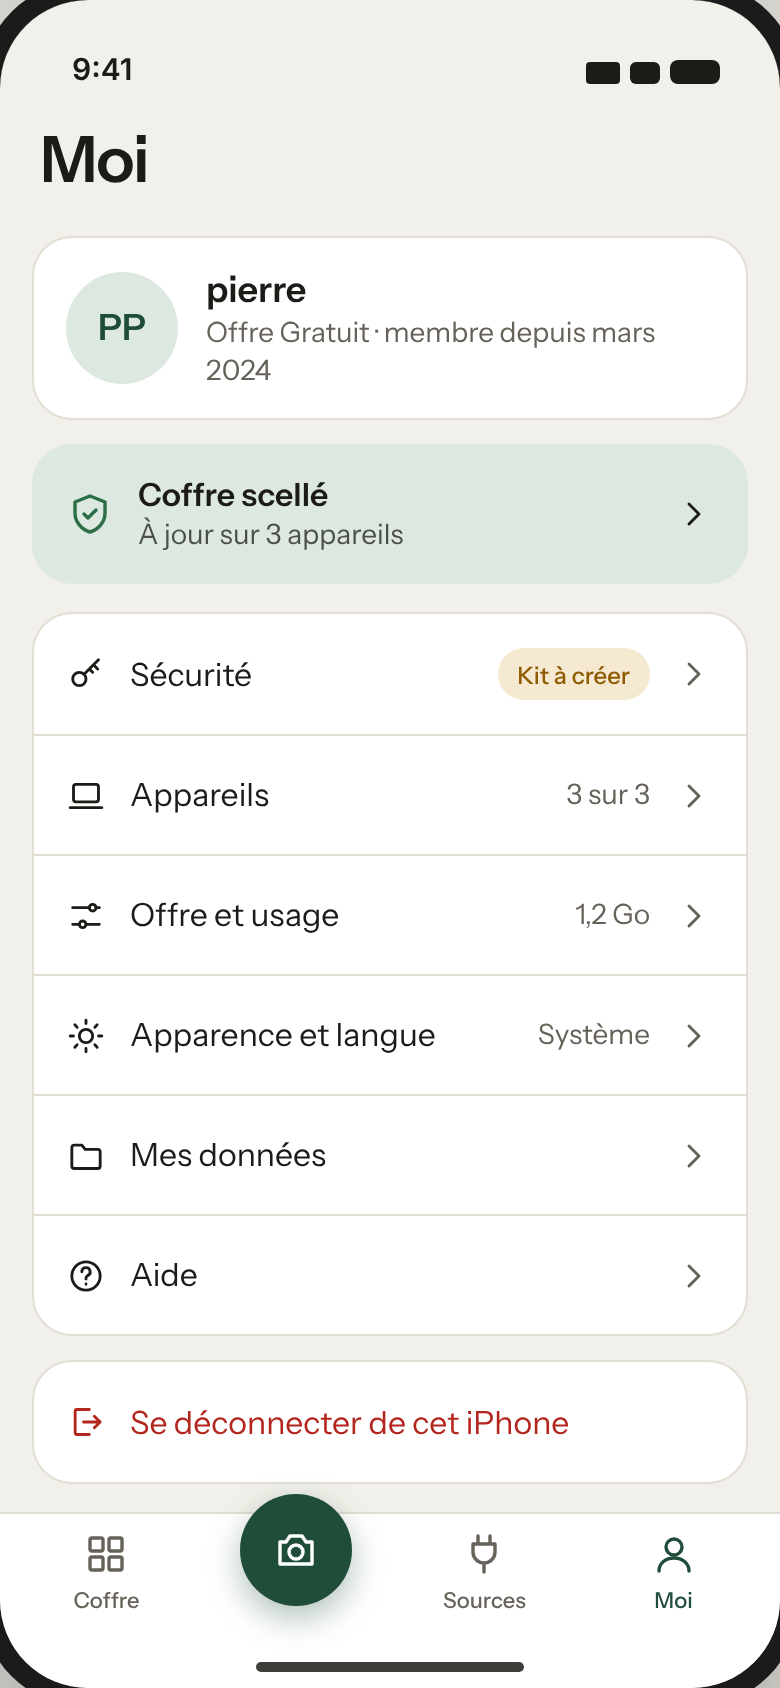 9:41
Moi
PP
pierre
Offre Gratuit · membre depuis mars
2024
Coffre scellé
À jour sur 3 appareils
Sécurité
Kit à créer
Appareils
3 sur 3
Offre et usage
1,2 Go
Apparence et langue
Système
Mes données
Aide
Se déconnecter de cet iPhone
Coffre
Sources
Moi